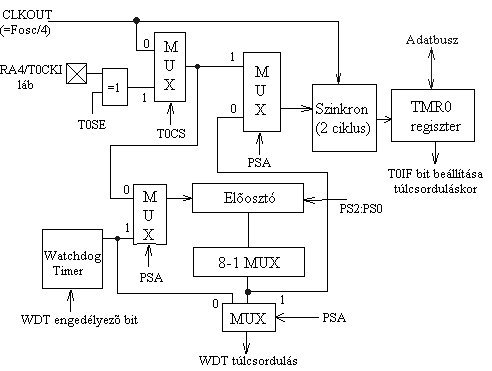 CLKOUT
(=Fosc/4)
RA4/T0CKI
láb
=1
T0SE
0
1
M
U
X
T0CS
1
0
M
U
X
PSA
Szinkron
(2 ciklus)
Adatbusz
TMR0
regiszter
T0IF bit beállítása
túlcsorduláskor
0
1
M
U
X
PSA
Előosztó
PS2:PS0
8-1 MUX
Watchdog
Timer
WDT engedélyező bit
0
1
MUX
PSA
WDT túlcsordulás